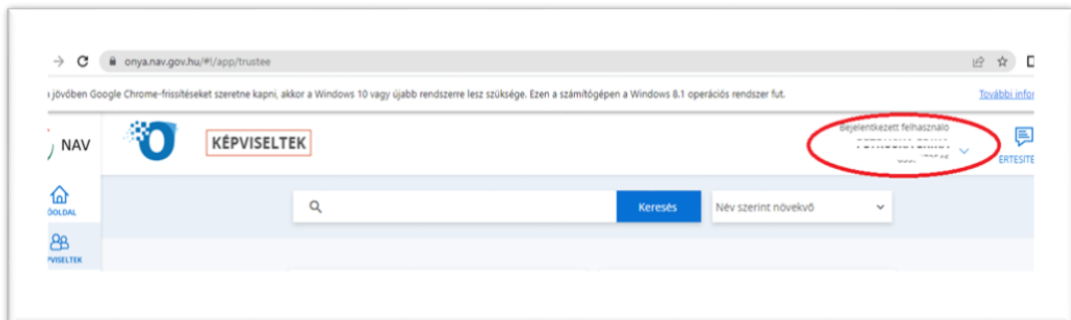 onya.nav.gov.hu/#!/app/trustee
jövőben Google Chrome-frissítéseket szeretne kapni, akkor a Windows 10 vagy újabb rendszerre lesz szüksége. Ezen a számítógépen a Windows 8.1 operációs rendszer fut.
További infor
NAV
KÉPVISELTEK
Bejelentkezett felhasználó
ÉRTESÍTÉ
ŐOLDAL
Keresés
Név szerint növekvő
PVISELTEK